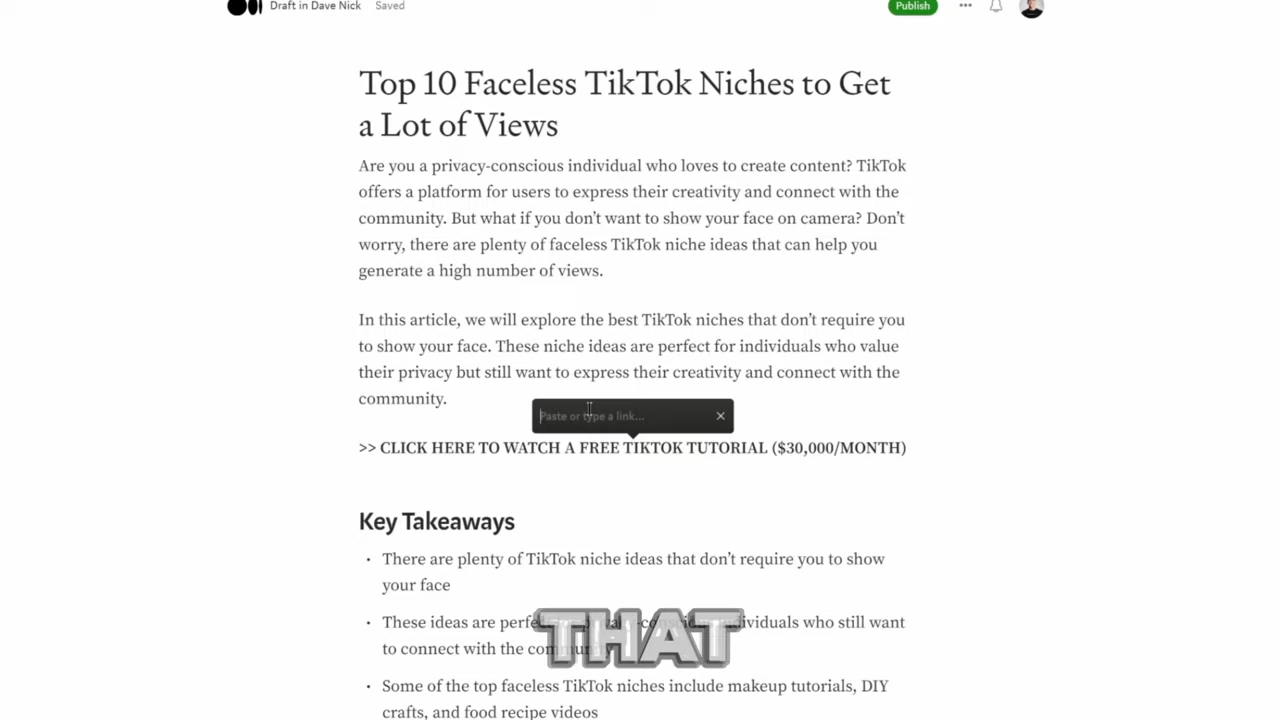 Draft in Dave Nick Saved Publish
Top 10 Faceless TikTok Niches to Get
a Lot of Views
Are you a privacy-conscious individual who loves to create content? TikTok
offers a platform for users to express their creativity and connect with the
community. But what if you don't want to show your face on camera? Don't
worry, there are plenty of faceless TikTok niche ideas that can help you
generate a high number of views.
In this article, we will explore the best TikTok niches that don't require you
to show your face. These niche ideas are perfect for individuals who value
their privacy but still want to express their creativity and connect with the
community.
Paste or type a link...
>> CLICK HERE TO WATCH A FREE TIKTOK TUTORIAL ($30,000/MONTH)
Key Takeaways
• There are plenty of TikTok niche ideas that don't require you to show
your face
• These ideas are perfect for privacy-conscious individuals who still want
to connect with the community
THAT
• Some of the top faceless TikTok niches include makeup tutorials, DIY
crafts, and food recipe videos